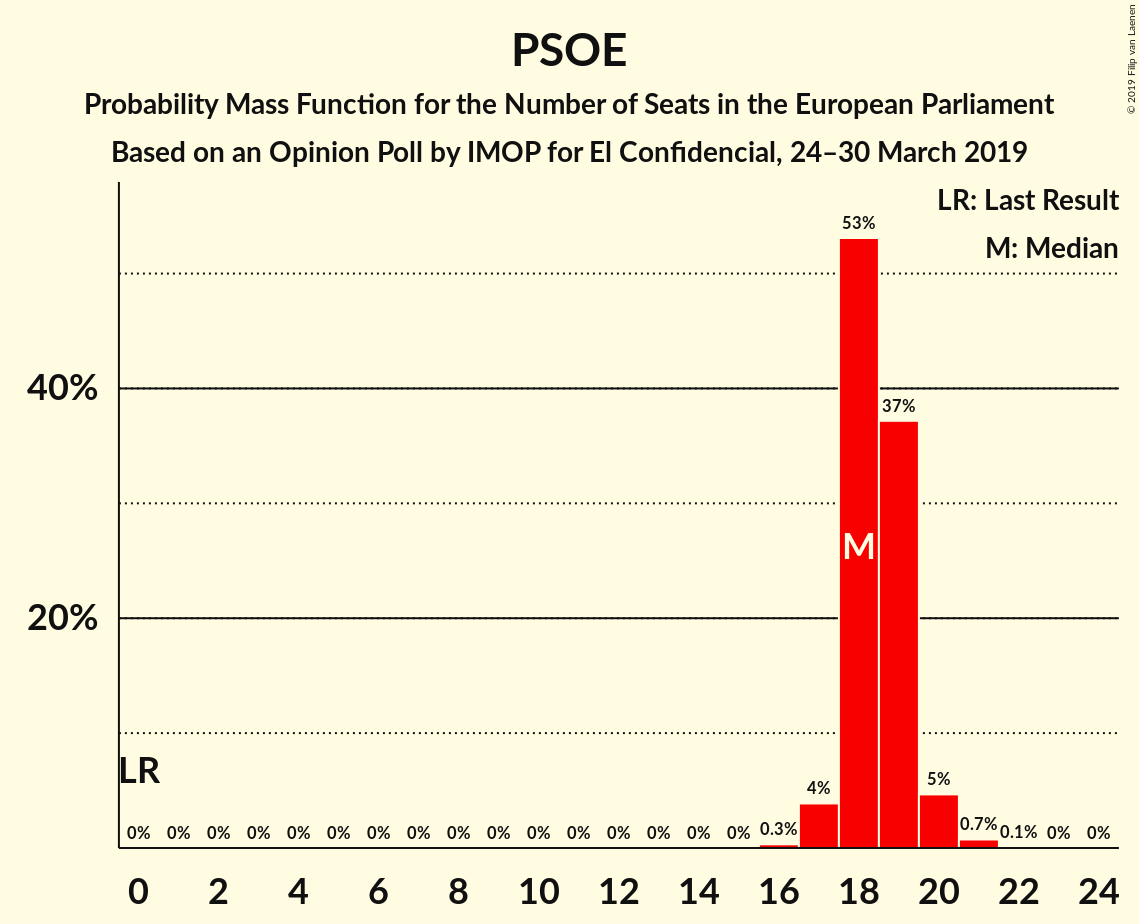 PSOE
Probability Mass Function for the Number of Seats in the European Parliament
Based on an Opinion Poll by IMOP for El Confidencial, 24–30 March 2019
© 2019 Filip van Laenen
LR: Last Result
M: Median
53%
40%
37%
M
20%
LR
0% 0% 0% 0% 0% 0% 0% 0% 0% 0% 0% 0% 0% 0% 0% 0% 0.3% 4% 5% 0.7% 0.1% 0% 0%
0 2 4 6 8 10 12 14 16 18 20 22 24